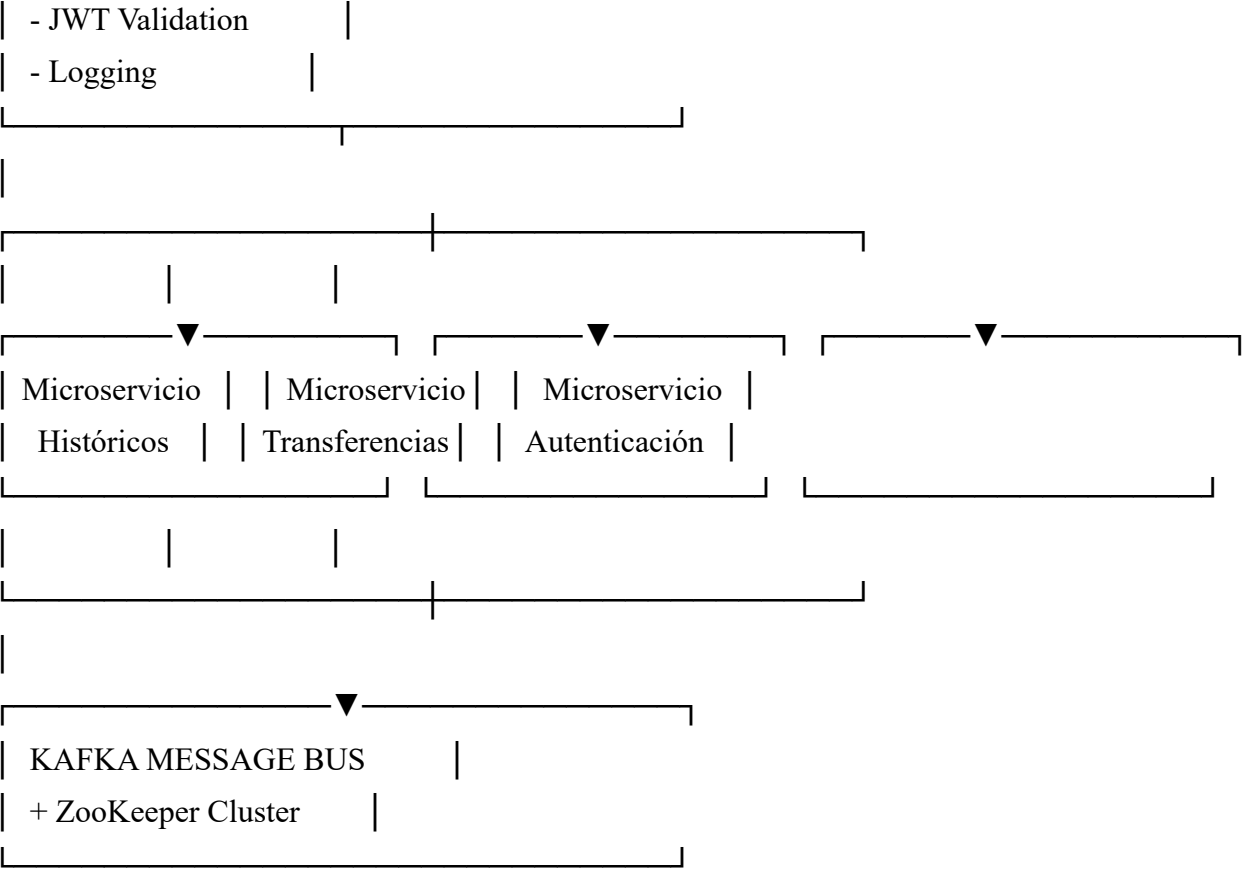 - JWT Validation
- Logging
Microservicio Microservicio Microservicio
Históricos Transferencias Autenticación
KAFKA MESSAGE BUS
+ ZooKeeper Cluster